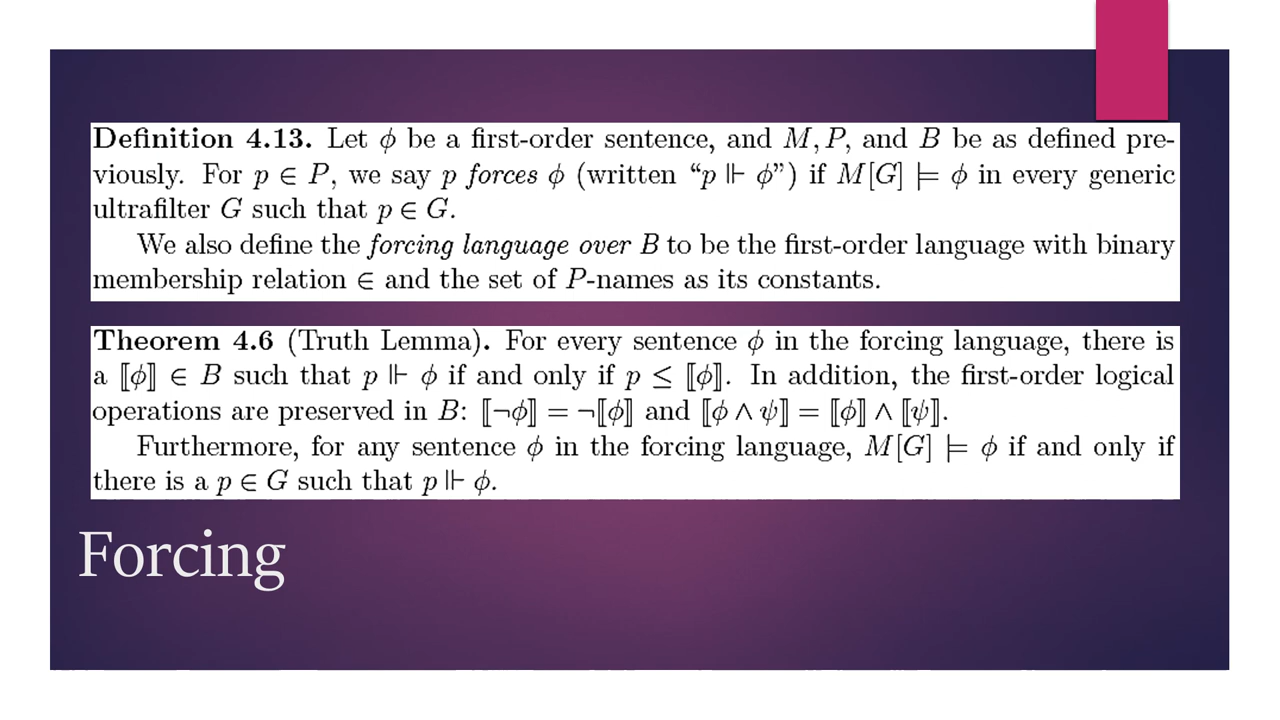 Definition 4.13. Let ϕ be a first-order sentence, and M, P, and B be as defined pre-
viously. For p ∈ P, we say p forces ϕ (written “p ⊩ ϕ”) if M[G] ⊨ ϕ in every generic
ultrafilter G such that p ∈ G.
We also define the forcing language over B to be the first-order language with binary
membership relation ∈ and the set of P-names as its constants.
Theorem 4.6 (Truth Lemma). For every sentence ϕ in the forcing language, there is
a ⟦ϕ⟧ ∈ B such that p ⊩ ϕ if and only if p ≤ ⟦ϕ⟧. In addition, the first-order logical
operations are preserved in B: ⟦¬ϕ⟧ = ¬⟦ϕ⟧ and ⟦ϕ ∧ ψ⟧ = ⟦ϕ⟧ ∧ ⟦ψ⟧.
Furthermore, for any sentence ϕ in the forcing language, M[G] ⊨ ϕ if and only if
there is a p ∈ G such that p ⊩ ϕ.
Forcing